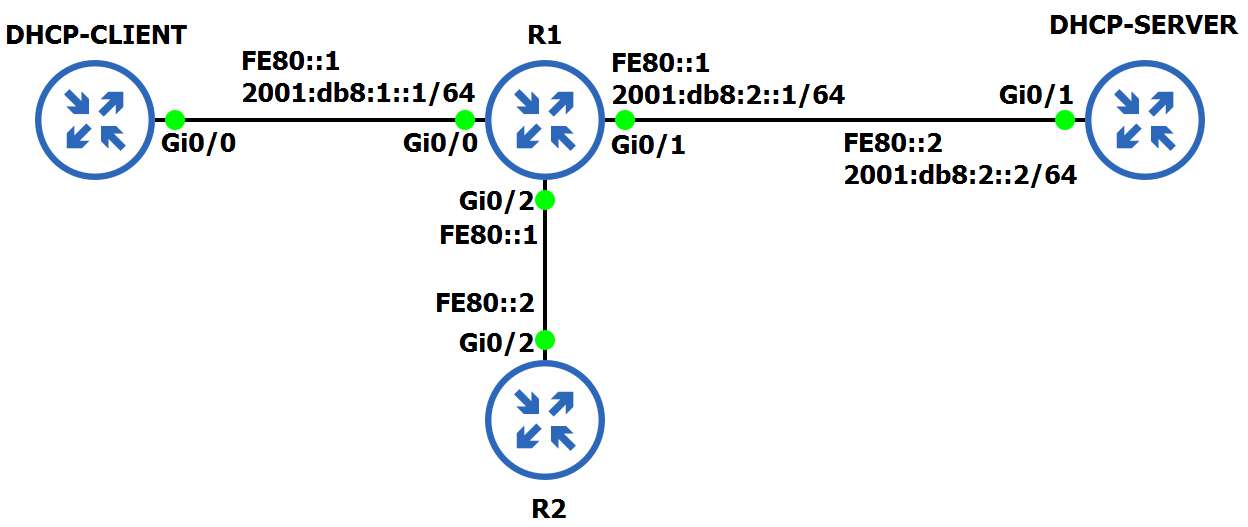 DHCP-CLIENT
R1
DHCP-SERVER
FE80::1
2001:db8:1::1/64
FE80::1
2001:db8:2::1/64
Gi0/1
Gi0/0
Gi0/0
Gi0/1
FE80::2
2001:db8:2::2/64
Gi0/2
FE80::1
FE80::2
Gi0/2
R2